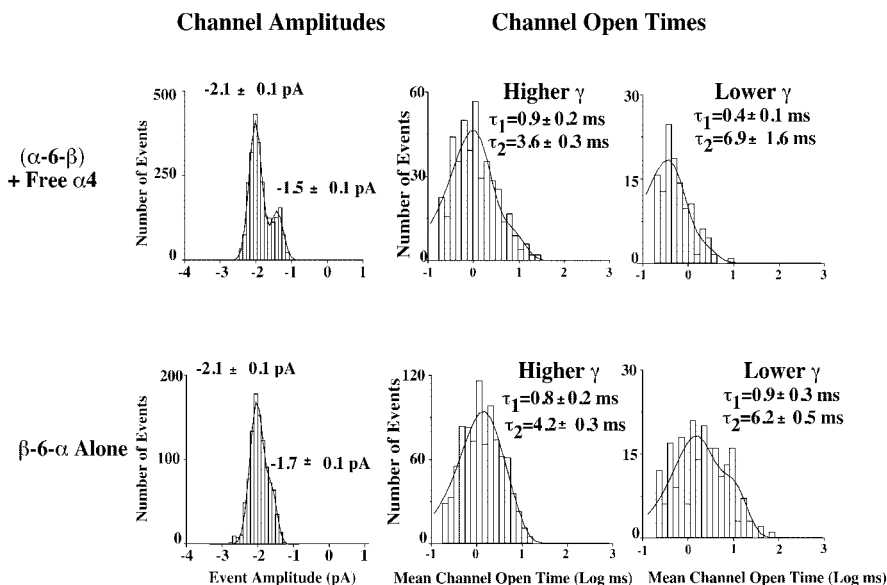 Channel Amplitudes
Channel Open Times
(α-6-β)
+ Free α4
Number of Events
500
250
0
-2.1 ± 0.1 pA
-1.5 ± 0.1 pA
-4 -3 -2 -1 0 1
Number of Events
60
30
0
Higher γ
τ1=0.9± 0.2 ms
τ2=3.6± 0.3 ms
-1 0 1 2 3
30
15
0
Lower γ
τ1=0.4± 0.1 ms
τ2=6.9± 1.6 ms
-1 0 1 2 3
β-6-α Alone
Number of Events
200
100
0
-2.1 ± 0.1 pA
-1.7 ± 0.1 pA
-4 -3 -2 -1 0 1
Event Amplitude (pA)
Number of Events
120
60
0
Higher γ
τ1=0.8± 0.2 ms
τ2=4.2± 0.3 ms
-1 0 1 2 3
Mean Channel Open Time (Log ms)
30
15
0
Lower γ
τ1=0.9± 0.3 ms
τ2=6.2± 0.5 ms
-1 0 1 2 3
Mean Channel Open Time (Log ms)